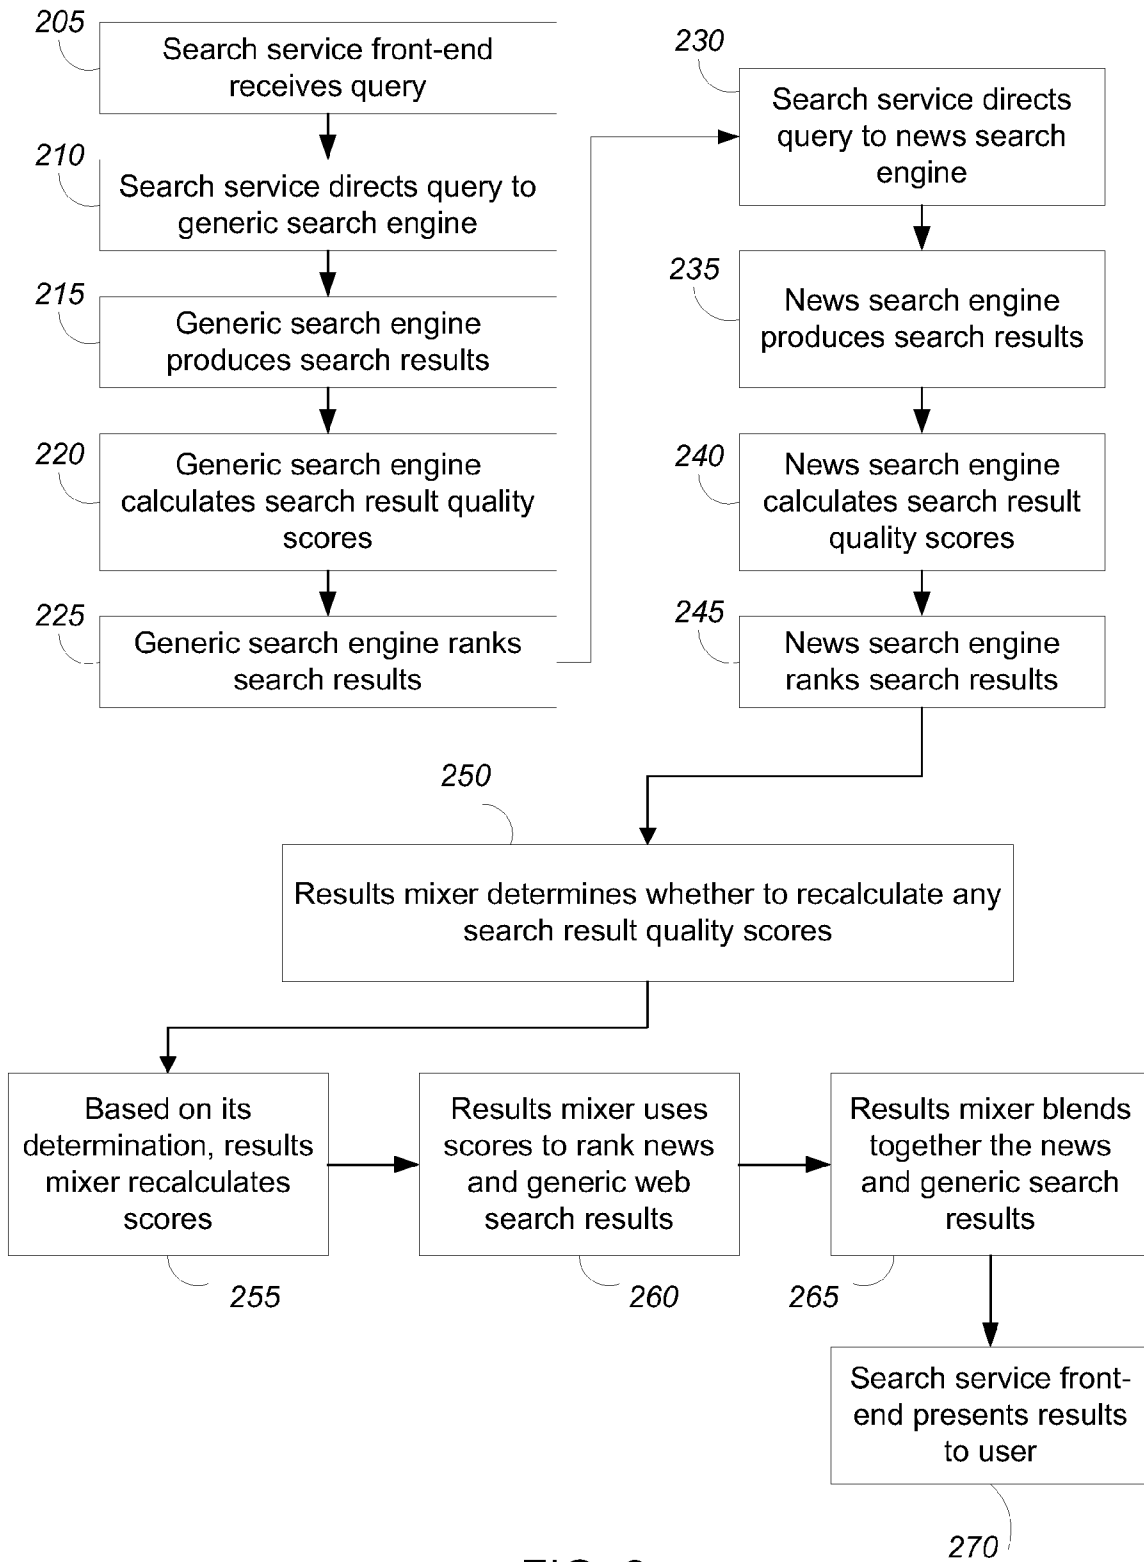 205
Search service front-end
receives query
210
Search service directs query to
generic search engine
215
Generic search engine
produces search results
220
Generic search engine
calculates search result quality
scores
225
Generic search engine ranks
search results
230
Search service directs
query to news search
engine
235
News search engine
produces search results
240
News search engine
calculates search result
quality scores
245
News search engine
ranks search results
250
Results mixer determines whether to recalculate any
search result quality scores
Based on its
determination, results
mixer recalculates
scores
255
Results mixer uses
scores to rank news
and generic web
search results
260
Results mixer blends
together the news
and generic search
results
265
Search service front-
end presents results
to user
270